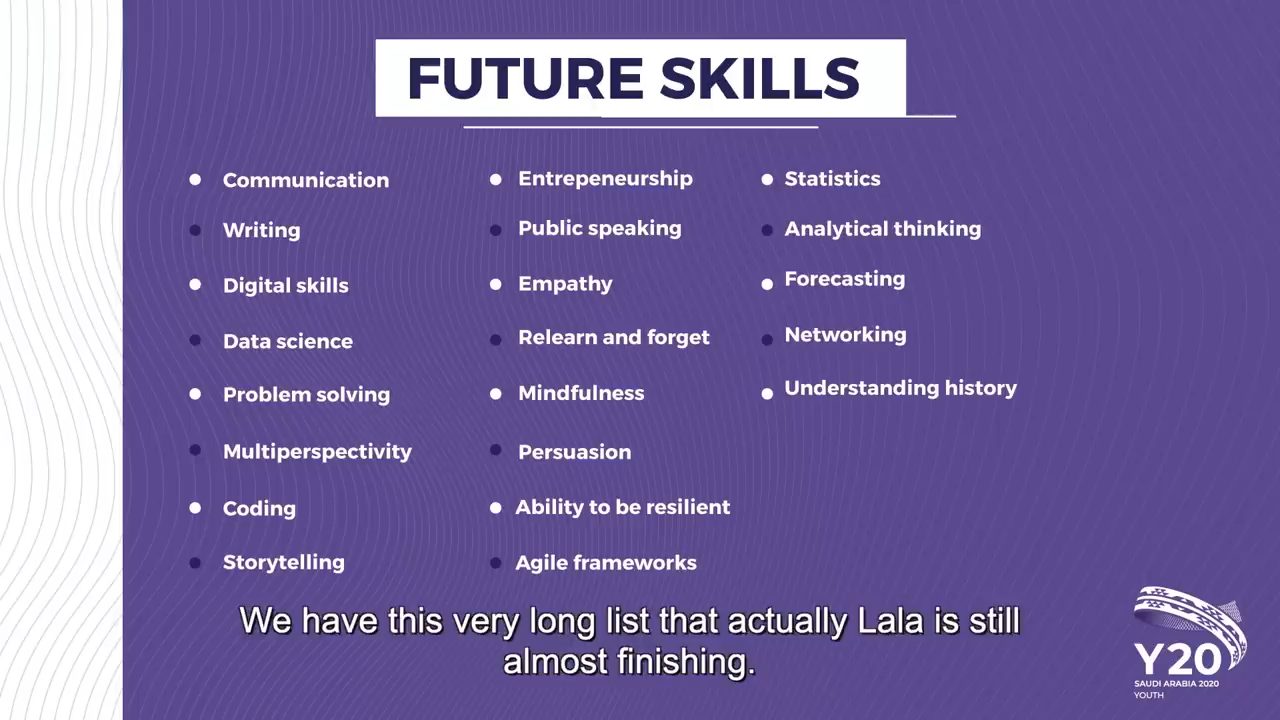 FUTURE SKILLS
Communication
Writing
Digital skills
Data science
Problem solving
Multiperspectivity
Coding
Storytelling
Entrepeneurship
Public speaking
Empathy
Relearn and forget
Mindfulness
Persuasion
Ability to be resilient
Agile frameworks
Statistics
Analytical thinking
Forecasting
Networking
Understanding history
We have this very long list that actually Lala is still
almost finishing.
Y20
SAUDI ARABIA 2020
YOUTH